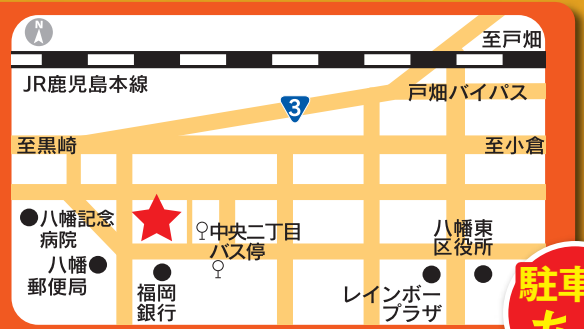 N
至戸畑
JR鹿児島本線
戸畑バイパス
3
至黒崎
至小倉
八幡記念
病院
中央二丁目
バス停
八幡東
区役所
八幡
郵便局
福岡
銀行
レインボー
プラザ
駐車